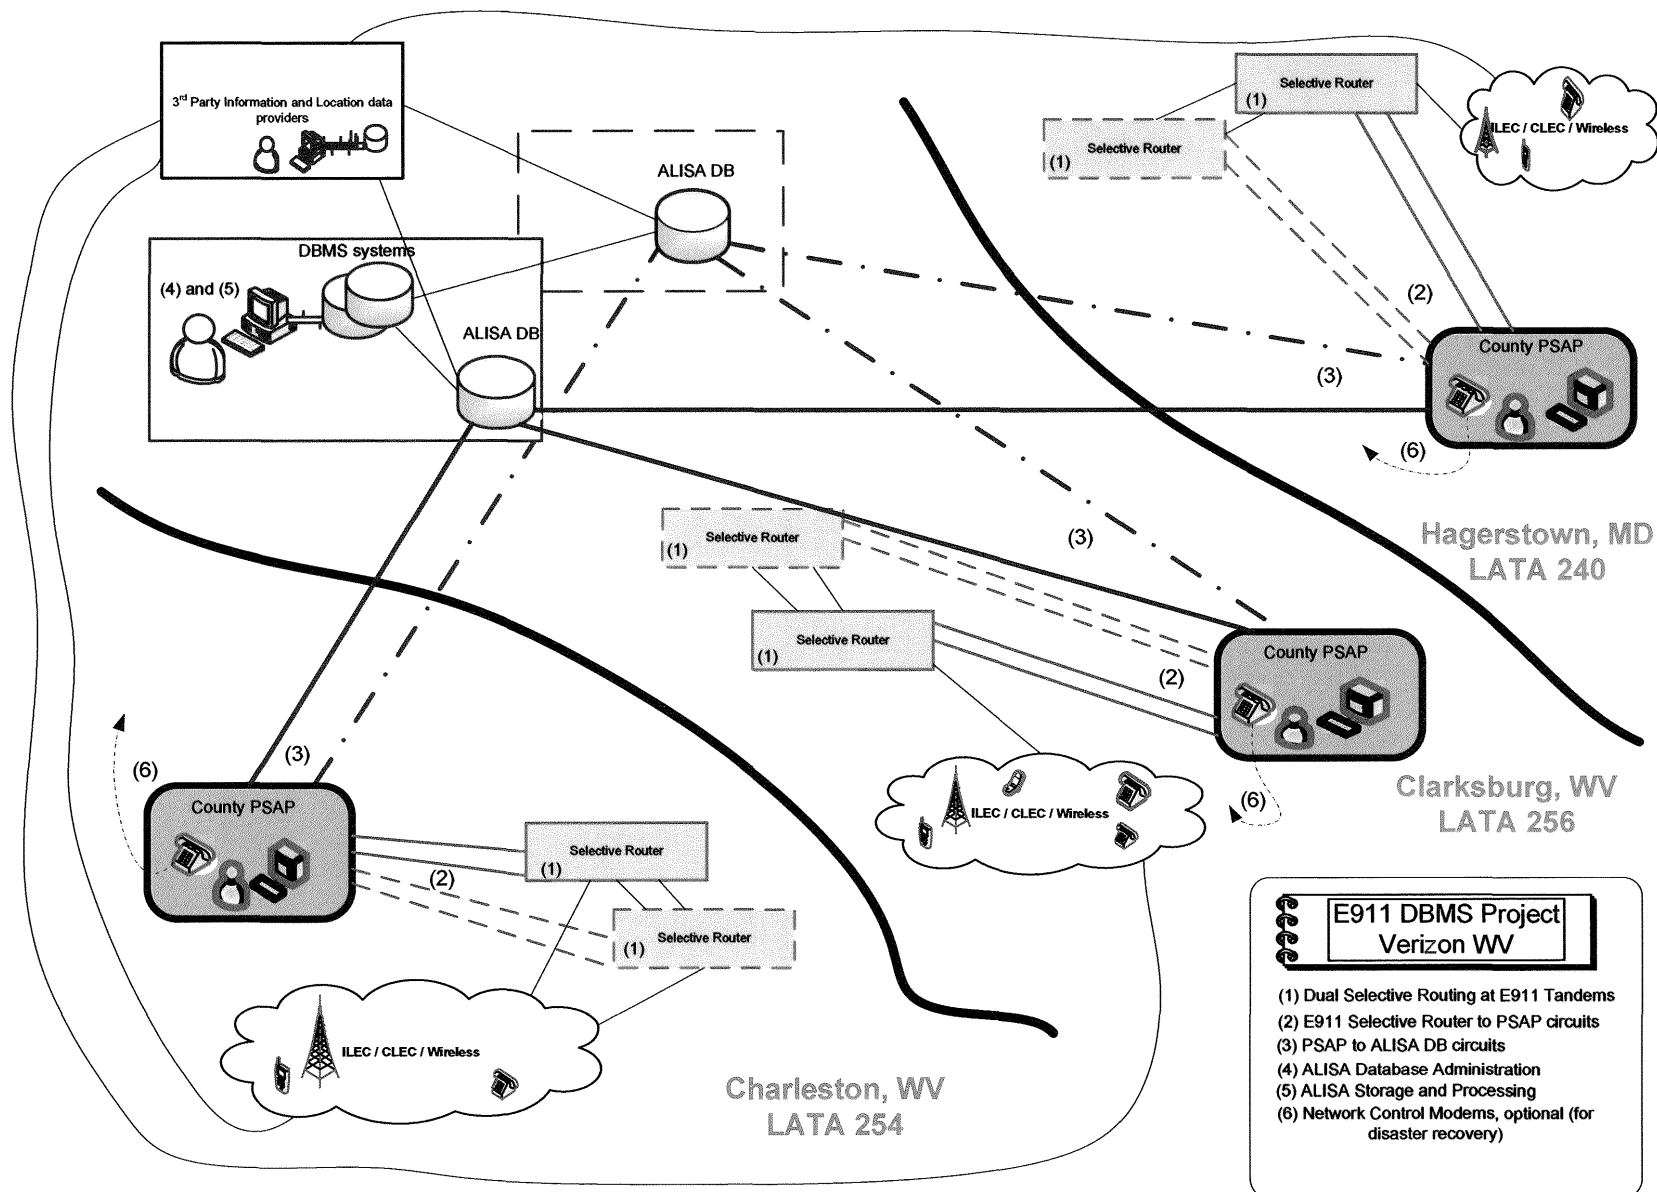 3rd Party Information and Location data
providers
ALISA DB
DBMS systems
(4) and (5)
ALISA DB
Selective Router
(1)
Selective Router
(1)
ILEC / CLEC / Wireless
(2)
(3)
County PSAP
(6)
Hagerstown, MD
LATA 240
Selective Router
(1)
Selective Router
(1)
(3)
(2)
County PSAP
(6)
ILEC / CLEC / Wireless
Clarksburg, WV
LATA 256
(3)
(6)
County PSAP
Selective Router
(1)
(2)
Selective Router
(1)
ILEC / CLEC / Wireless
Charleston, WV
LATA 254
E911 DBMS Project
Verizon WV
(1) Dual Selective Routing at E911 Tandems
(2) E911 Selective Router to PSAP circuits
(3) PSAP to ALISA DB circuits
(4) ALISA Database Administration
(5) ALISA Storage and Processing
(6) Network Control Modems, optional (for
disaster recovery)